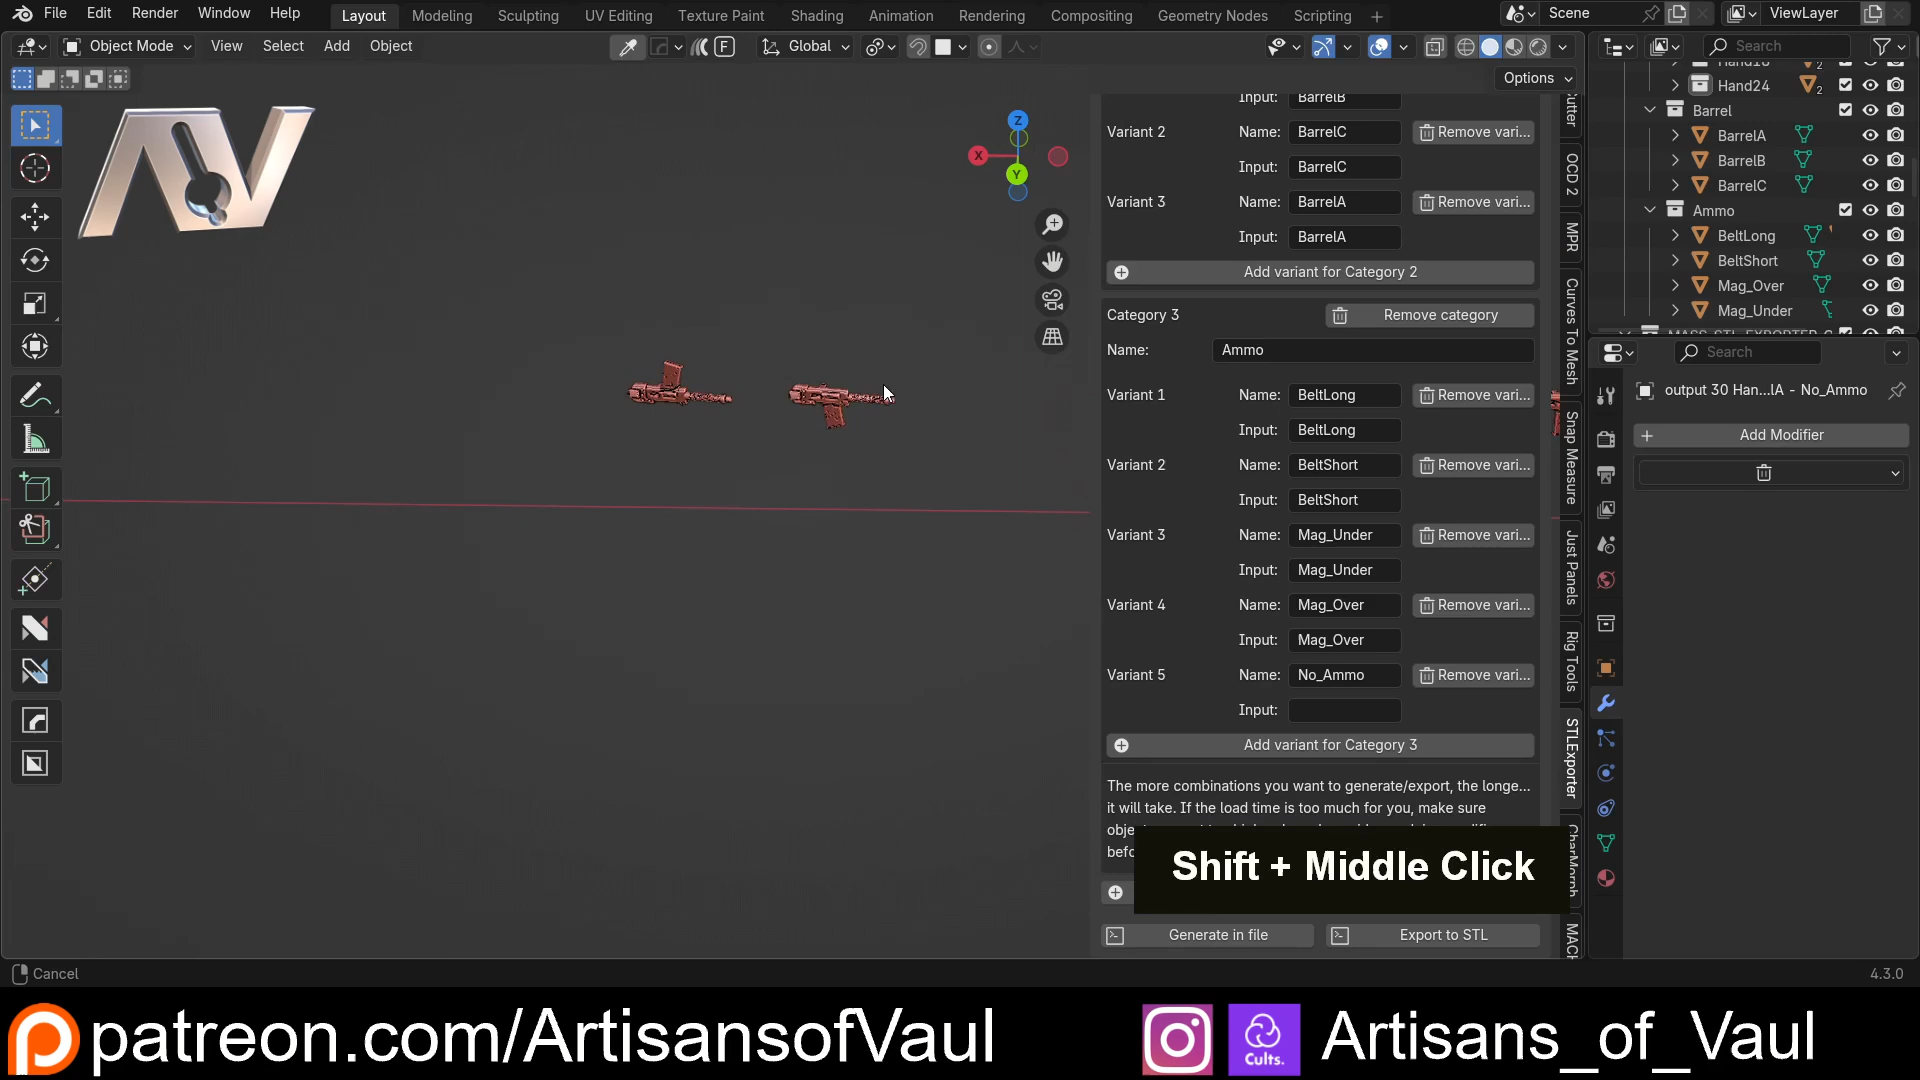 File Edit Render Window Help Layout Modeling Sculpting UV Editing Texture Paint Shading Animation Rendering Compositing Geometry Nodes Scripting + Scene ViewLayer
Object Mode View Select Add Object F Global Search
Options
AV
Z
X
Y
Input: BarrelB
Variant 2 Name: BarrelC Remove vari...
Input: BarrelC
Variant 3 Name: BarrelA Remove vari...
Input: BarrelA
Add variant for Category 2
Category 3 Remove category
Name: Ammo
Variant 1 Name: BeltLong Remove vari...
Input: BeltLong
Variant 2 Name: BeltShort Remove vari...
Input: BeltShort
Variant 3 Name: Mag_Under Remove vari...
Input: Mag_Under
Variant 4 Name: Mag_Over Remove vari...
Input: Mag_Over
Variant 5 Name: No_Ammo Remove vari...
Input:
Add variant for Category 3
The more combinations you want to generate/export, the longe...
it will take. If the load time is too much for you, make sure
Shift + Middle Click
Generate in file Export to STL
OCD 2
MPR
Curves To Mesh
Snap Measure
Just Panels
Rig Tools
STLExporter
Hand24 2
Barrel
BarrelA
BarrelB
BarrelC
Ammo
BeltLong
BeltShort
Mag_Over
Mag_Under
Search
output 30 Han...lA - No_Ammo
Add Modifier
Cancel
4.3.0
patreon.com/ArtisansofVaul
Cults.
Artisans_of_Vaul